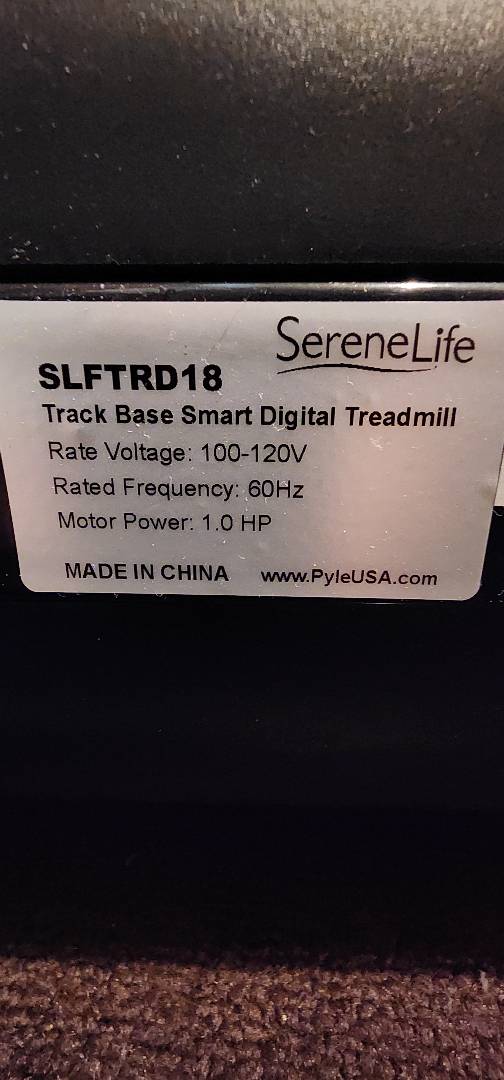 SereneLife
SLFTRD18
Track Base Smart Digital Treadmill
Rate Voltage: 100-120V
Rated Frequency: 60Hz
Motor Power: 1.0 HP
MADE IN CHINA www.PyleUSA.com